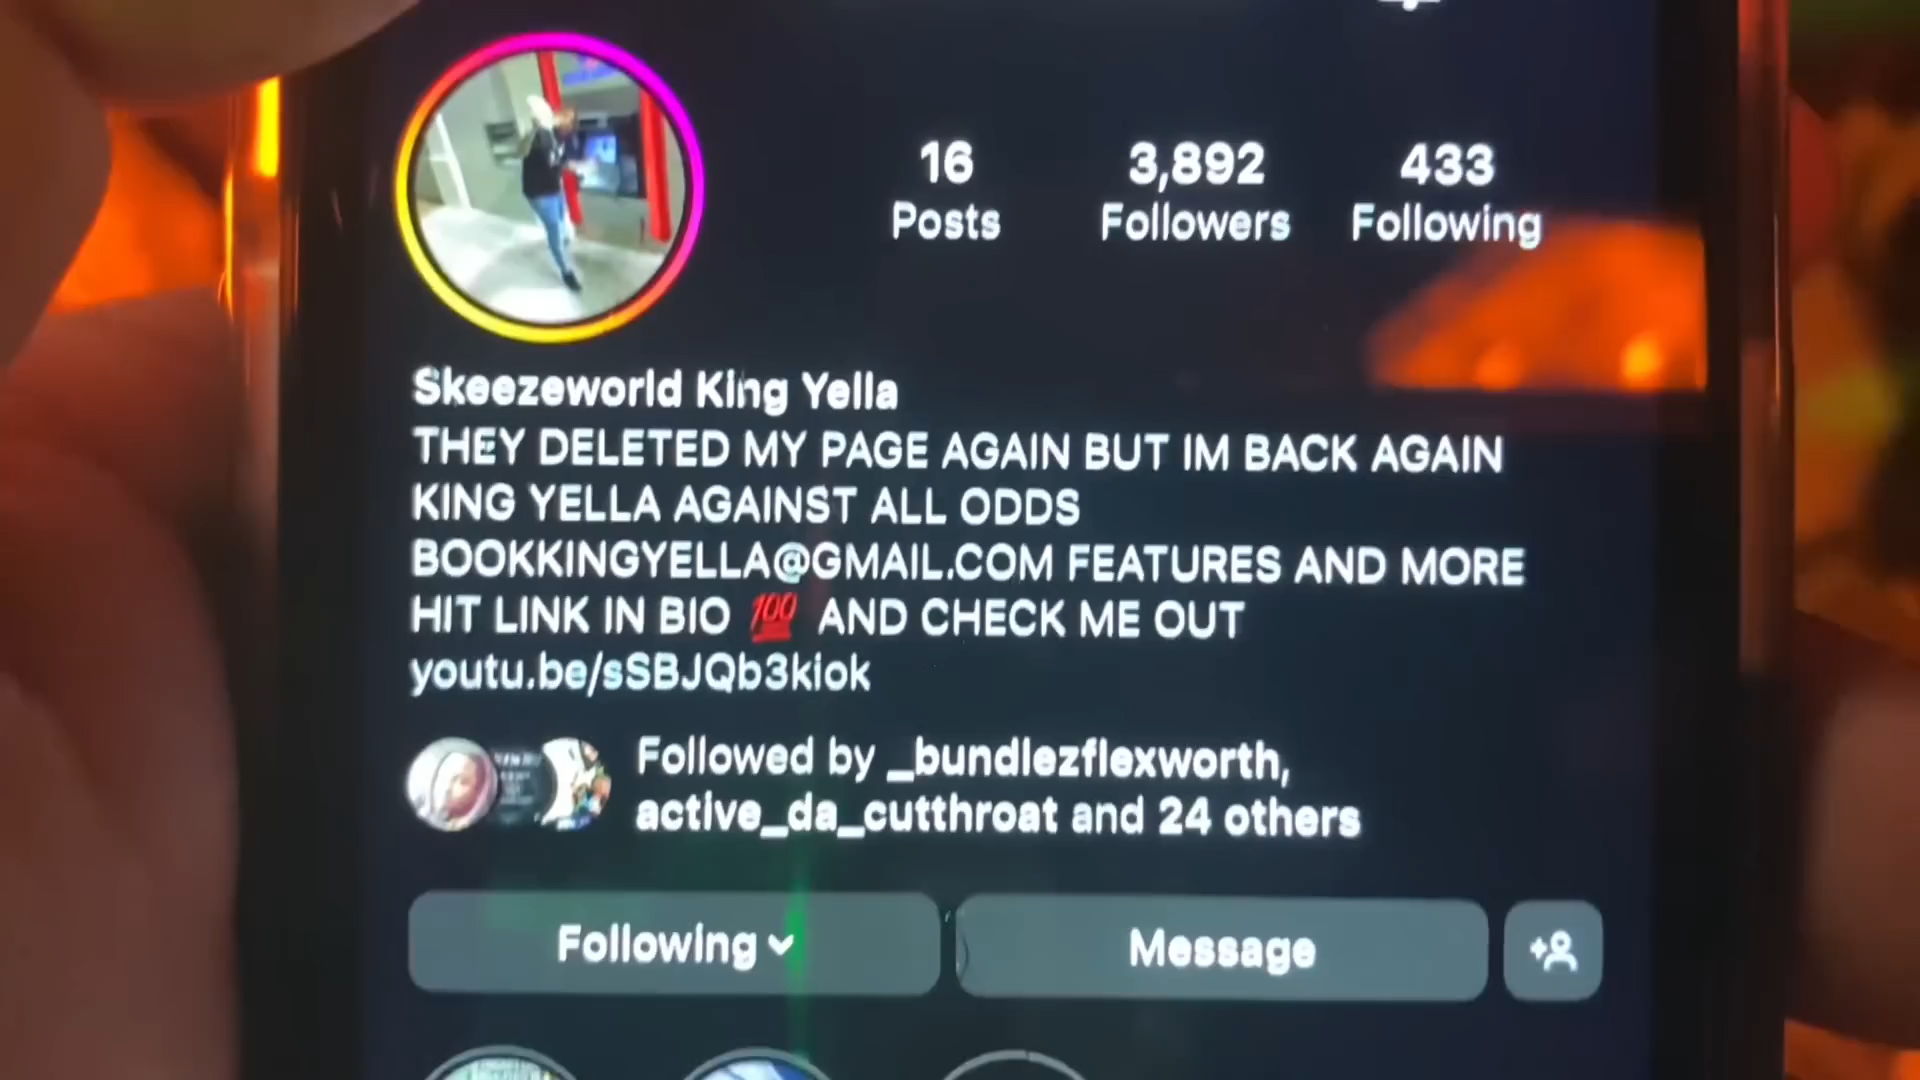 16 3,892 433
Posts Followers Following
Skeezeworld King Yella
THEY DELETED MY PAGE AGAIN BUT IM BACK AGAIN
KING YELLA AGAINST ALL ODDS
BOOKKINGYELLA@GMAIL.COM FEATURES AND MORE
HIT LINK IN BIO 💯 AND CHECK ME OUT
youtu.be/sSBJQb3kiok
Followed by _bundlezflexworth,
active_da_cutthroat and 24 others
Following
Message